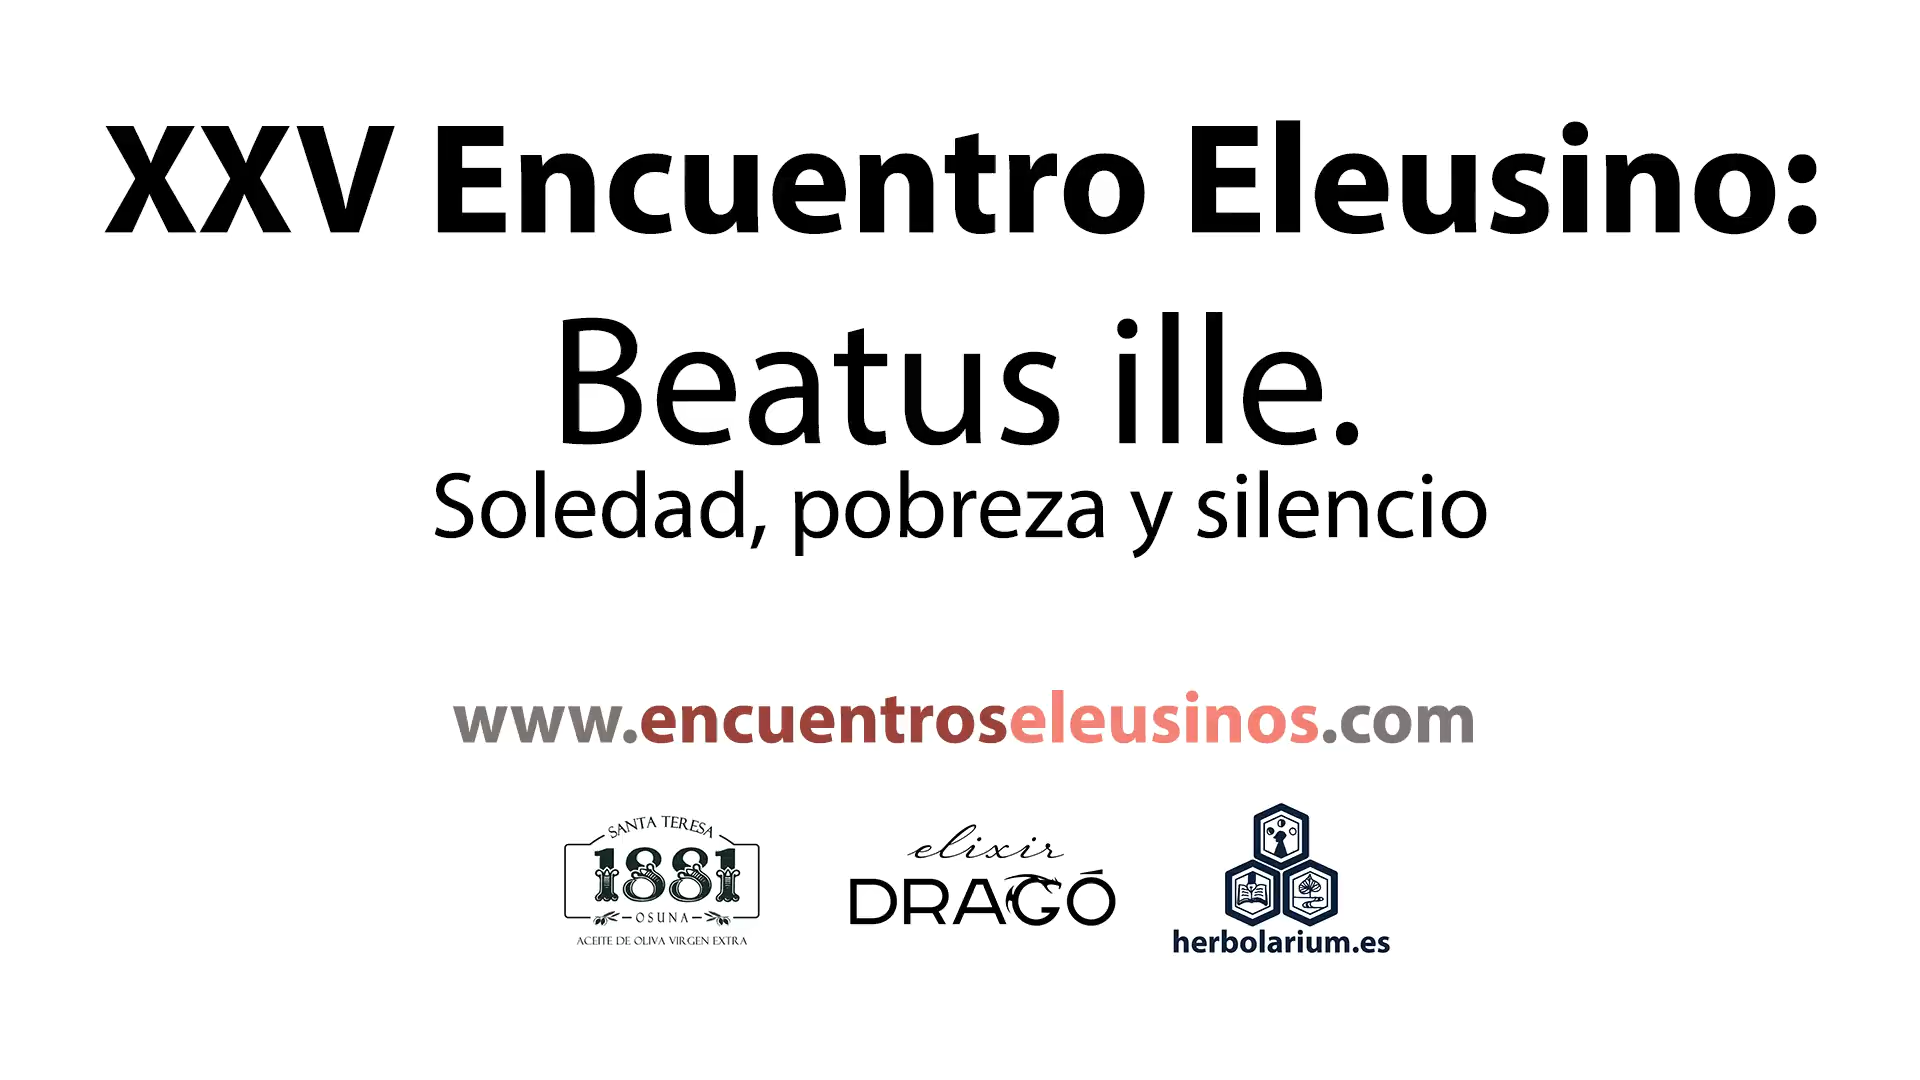 XXV Encuentro Eleusino:
Beatus ille.
Soledad, pobreza y silencio
www.encuentroseleusinos.com
SANTA TERESA
1881
OSUNA
ACEITE DE OLIVA VIRGEN EXTRA
elixir
DRAGÓ
herbolarium.es